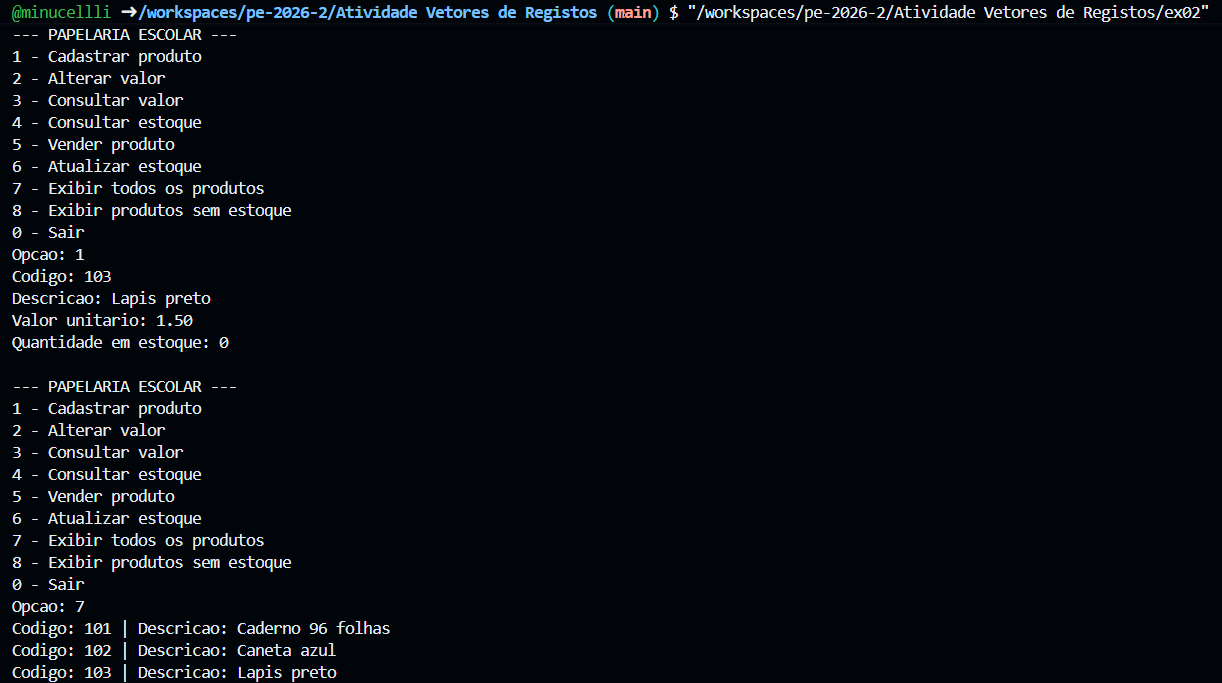 @minucellli ➜/workspaces/pe-2026-2/Atividade Vetores de Registos (main) $ "/workspaces/pe-2026-2/Atividade Vetores de Registos/ex02"
--- PAPELARIA ESCOLAR ---
1 - Cadastrar produto
2 - Alterar valor
3 - Consultar valor
4 - Consultar estoque
5 - Vender produto
6 - Atualizar estoque
7 - Exibir todos os produtos
8 - Exibir produtos sem estoque
0 - Sair
Opcao: 1
Codigo: 103
Descricao: Lapis preto
Valor unitario: 1.50
Quantidade em estoque: 0

--- PAPELARIA ESCOLAR ---
1 - Cadastrar produto
2 - Alterar valor
3 - Consultar valor
4 - Consultar estoque
5 - Vender produto
6 - Atualizar estoque
7 - Exibir todos os produtos
8 - Exibir produtos sem estoque
0 - Sair
Opcao: 7
Codigo: 101 | Descricao: Caderno 96 folhas
Codigo: 102 | Descricao: Caneta azul
Codigo: 103 | Descricao: Lapis preto